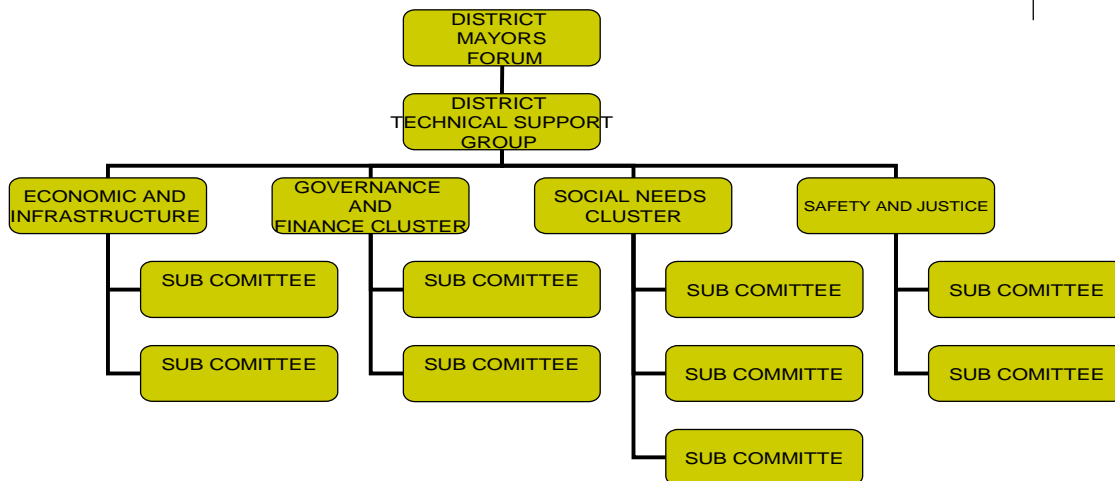 DISTRICT
MAYORS
FORUM
DISTRICT
TECHNICAL SUPPORT
GROUP
ECONOMIC AND
INFRASTRUCTURE
GOVERNANCE
AND
FINANCE CLUSTER
SOCIAL NEEDS
CLUSTER
SAFETY AND JUSTICE
SUB COMITTEE
SUB COMITTEE
SUB COMITTEE
SUB COMITTEE
SUB COMITTEE
SUB COMITTEE
SUB COMMITTE
SUB COMITTEE
SUB COMMITTE